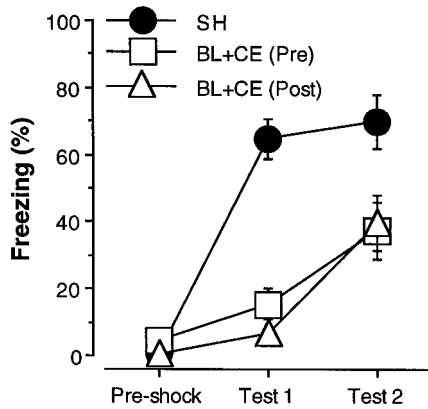 SH
BL+CE (Pre)
BL+CE (Post)
Freezing (%)
100
80
60
40
20
0
Pre-shock Test 1 Test 2